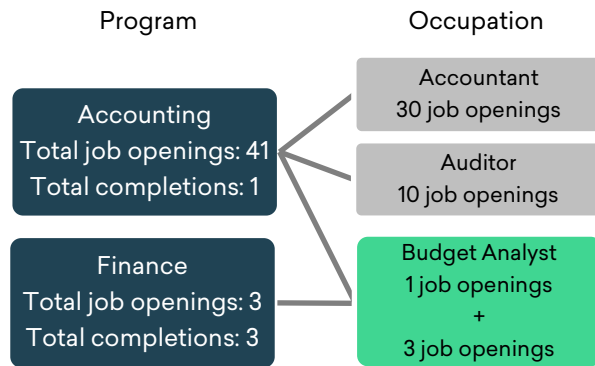 Program
Occupation
Accounting
Total job openings: 41
Total completions: 1
Finance
Total job openings: 3
Total completions: 3
Accountant
30 job openings
Auditor
10 job openings
Budget Analyst
1 job openings
+
3 job openings